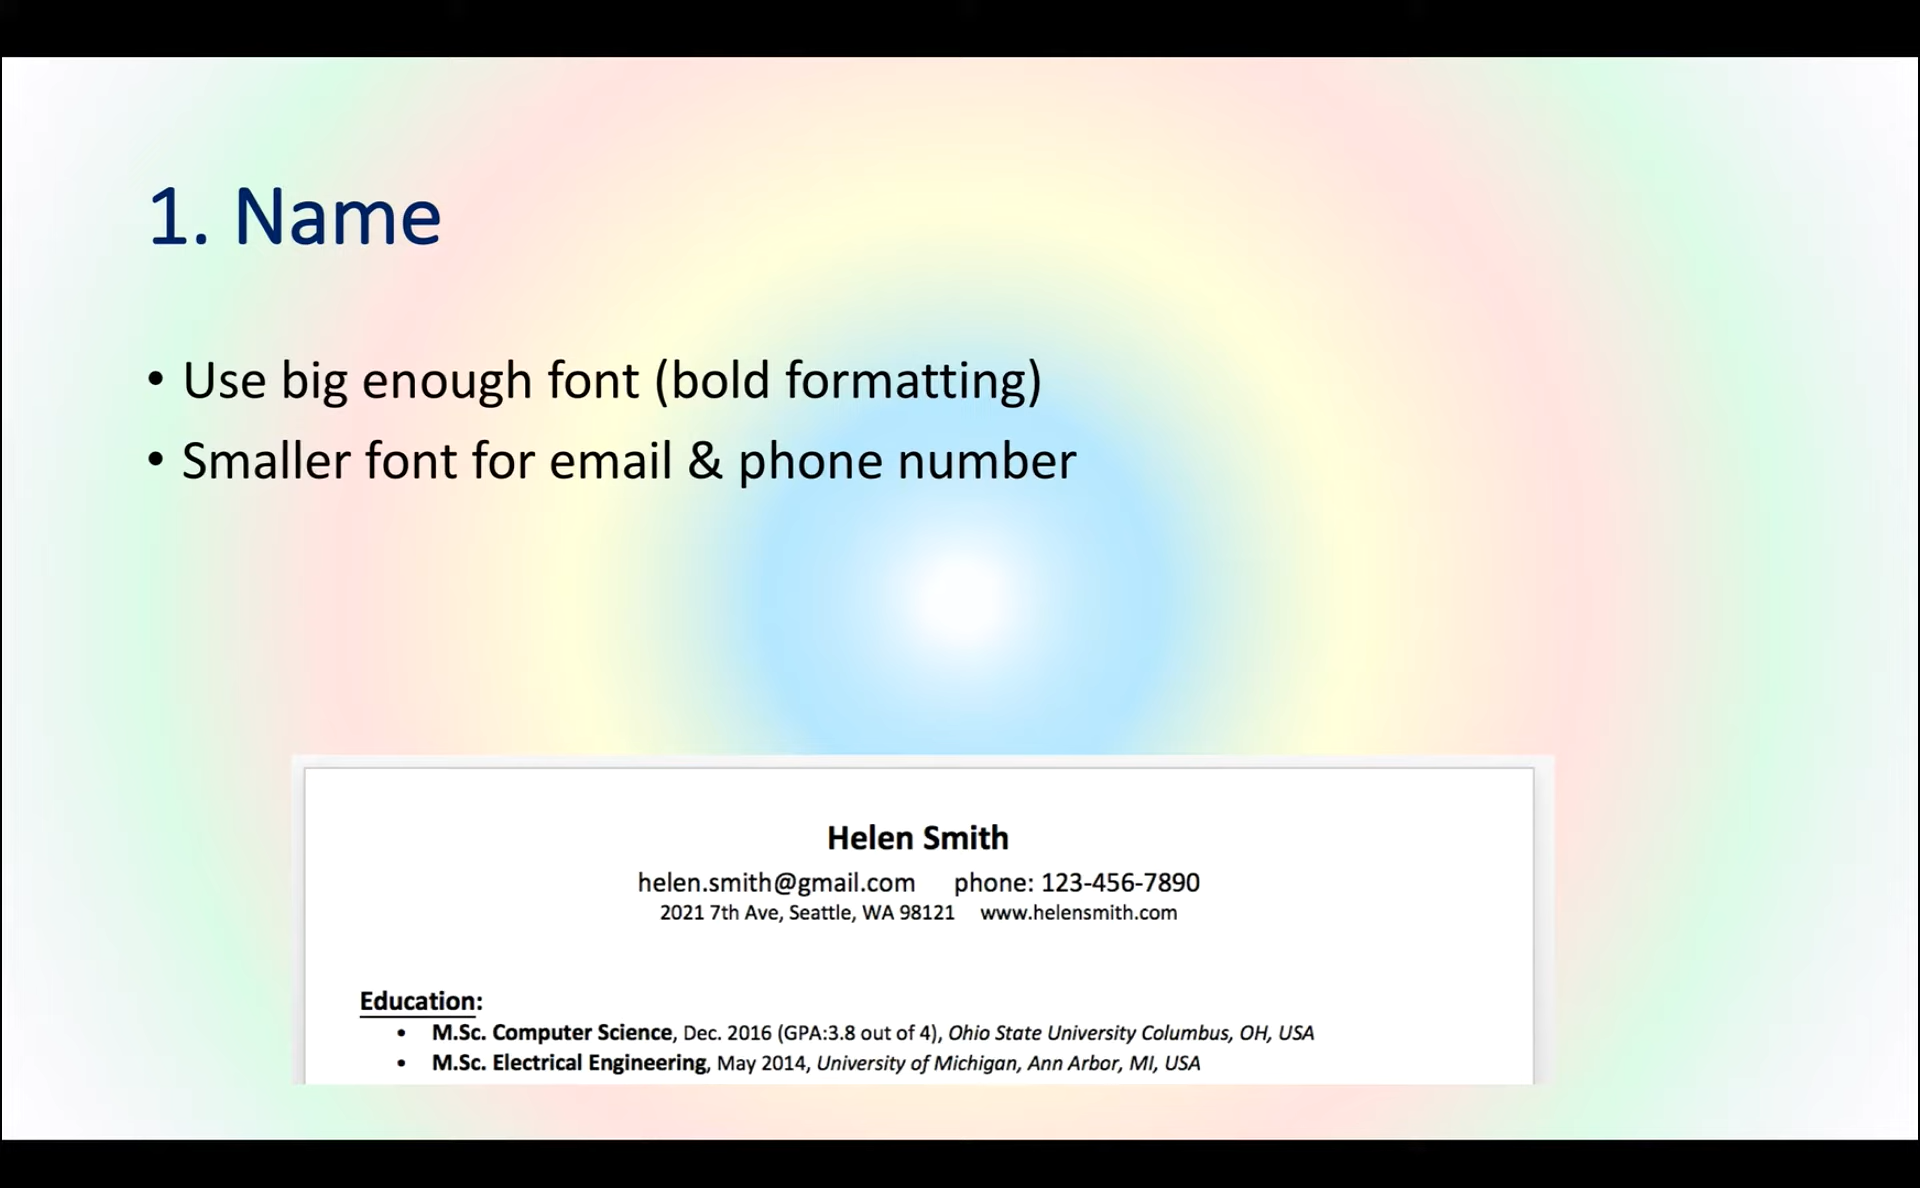 1. Name
• Use big enough font (bold formatting)
• Smaller font for email & phone number
Helen Smith
helen.smith@gmail.com phone: 123-456-7890
2021 7th Ave, Seattle, WA 98121 www.helensmith.com
Education:
• M.Sc. Computer Science, Dec. 2016 (GPA:3.8 out of 4), Ohio State University Columbus, OH, USA
• M.Sc. Electrical Engineering, May 2014, University of Michigan, Ann Arbor, MI, USA